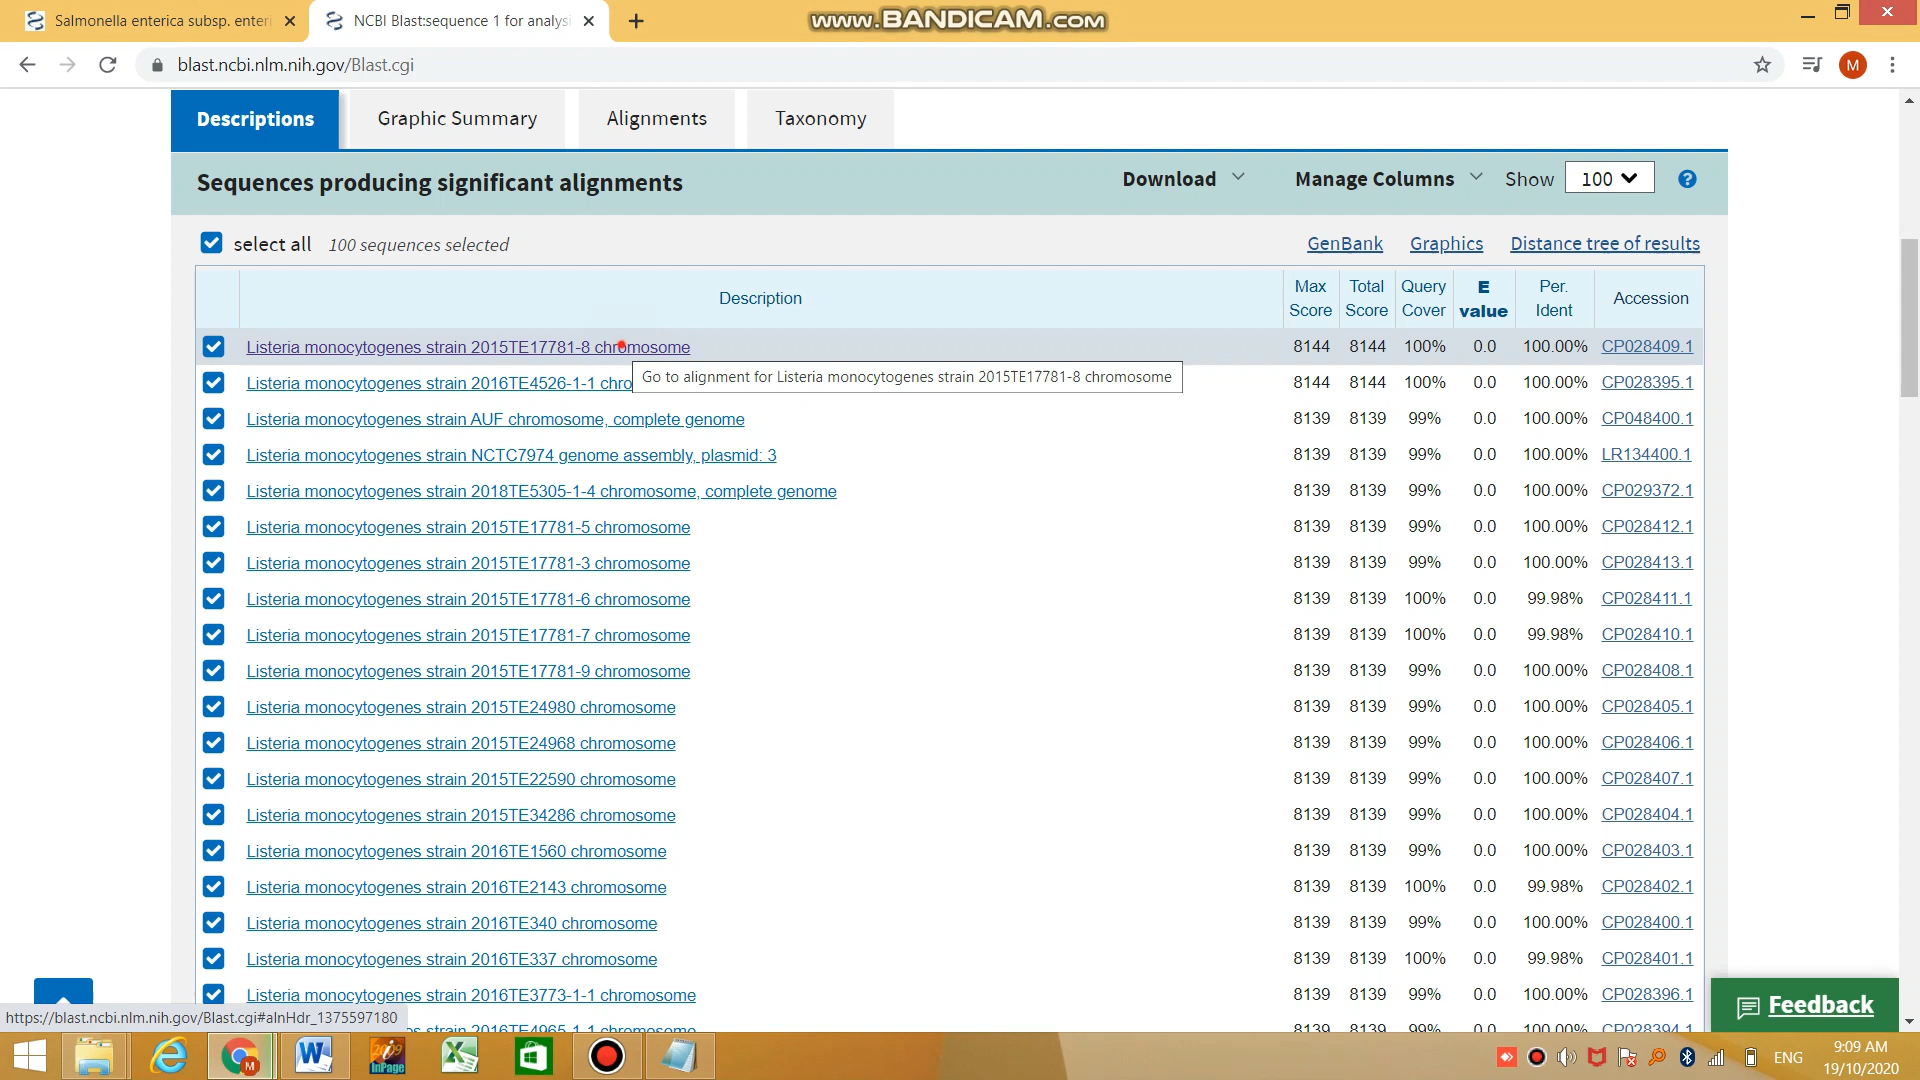 Salmonella enterica subsp. enteri
NCBI Blast:sequence 1 for analysi
www.BANDICAM.com
blast.ncbi.nlm.nih.gov/Blast.cgi
M
Descriptions
Graphic Summary
Alignments
Taxonomy
Sequences producing significant alignments
Download
Manage Columns
Show 100
?
select all 100 sequences selected
GenBank Graphics Distance tree of results
Description Max Score Total Score Query Cover E value Per. Ident Accession
Listeria monocytogenes strain 2015TE17781-8 chromosome 8144 8144 100% 0.0 100.00% CP028409.1
Go to alignment for Listeria monocytogenes strain 2015TE17781-8 chromosome
Listeria monocytogenes strain 2016TE4526-1-1 chro 8144 8144 100% 0.0 100.00% CP028395.1
Listeria monocytogenes strain AUF chromosome, complete genome 8139 8139 99% 0.0 100.00% CP048400.1
Listeria monocytogenes strain NCTC7974 genome assembly, plasmid: 3 8139 8139 99% 0.0 100.00% LR134400.1
Listeria monocytogenes strain 2018TE5305-1-4 chromosome, complete genome 8139 8139 99% 0.0 100.00% CP029372.1
Listeria monocytogenes strain 2015TE17781-5 chromosome 8139 8139 99% 0.0 100.00% CP028412.1
Listeria monocytogenes strain 2015TE17781-3 chromosome 8139 8139 99% 0.0 100.00% CP028413.1
Listeria monocytogenes strain 2015TE17781-6 chromosome 8139 8139 100% 0.0 99.98% CP028411.1
Listeria monocytogenes strain 2015TE17781-7 chromosome 8139 8139 100% 0.0 99.98% CP028410.1
Listeria monocytogenes strain 2015TE17781-9 chromosome 8139 8139 99% 0.0 100.00% CP028408.1
Listeria monocytogenes strain 2015TE24980 chromosome 8139 8139 99% 0.0 100.00% CP028405.1
Listeria monocytogenes strain 2015TE24968 chromosome 8139 8139 99% 0.0 100.00% CP028406.1
Listeria monocytogenes strain 2015TE22590 chromosome 8139 8139 99% 0.0 100.00% CP028407.1
Listeria monocytogenes strain 2015TE34286 chromosome 8139 8139 99% 0.0 100.00% CP028404.1
Listeria monocytogenes strain 2016TE1560 chromosome 8139 8139 99% 0.0 100.00% CP028403.1
Listeria monocytogenes strain 2016TE2143 chromosome 8139 8139 100% 0.0 99.98% CP028402.1
Listeria monocytogenes strain 2016TE340 chromosome 8139 8139 99% 0.0 100.00% CP028400.1
Listeria monocytogenes strain 2016TE337 chromosome 8139 8139 100% 0.0 99.98% CP028401.1
Listeria monocytogenes strain 2016TE3773-1-1 chromosome 8139 8139 99% 0.0 100.00% CP028396.1
es strain 2016TE4965-1-1 chromosome 8139 8139 99% 0.0 100.00% CP028394.1
Feedback
https://blast.ncbi.nlm.nih.gov/Blast.cgi#alnHdr_1375597180
2009
InPage
M
ENG
9:09 AM
19/10/2020